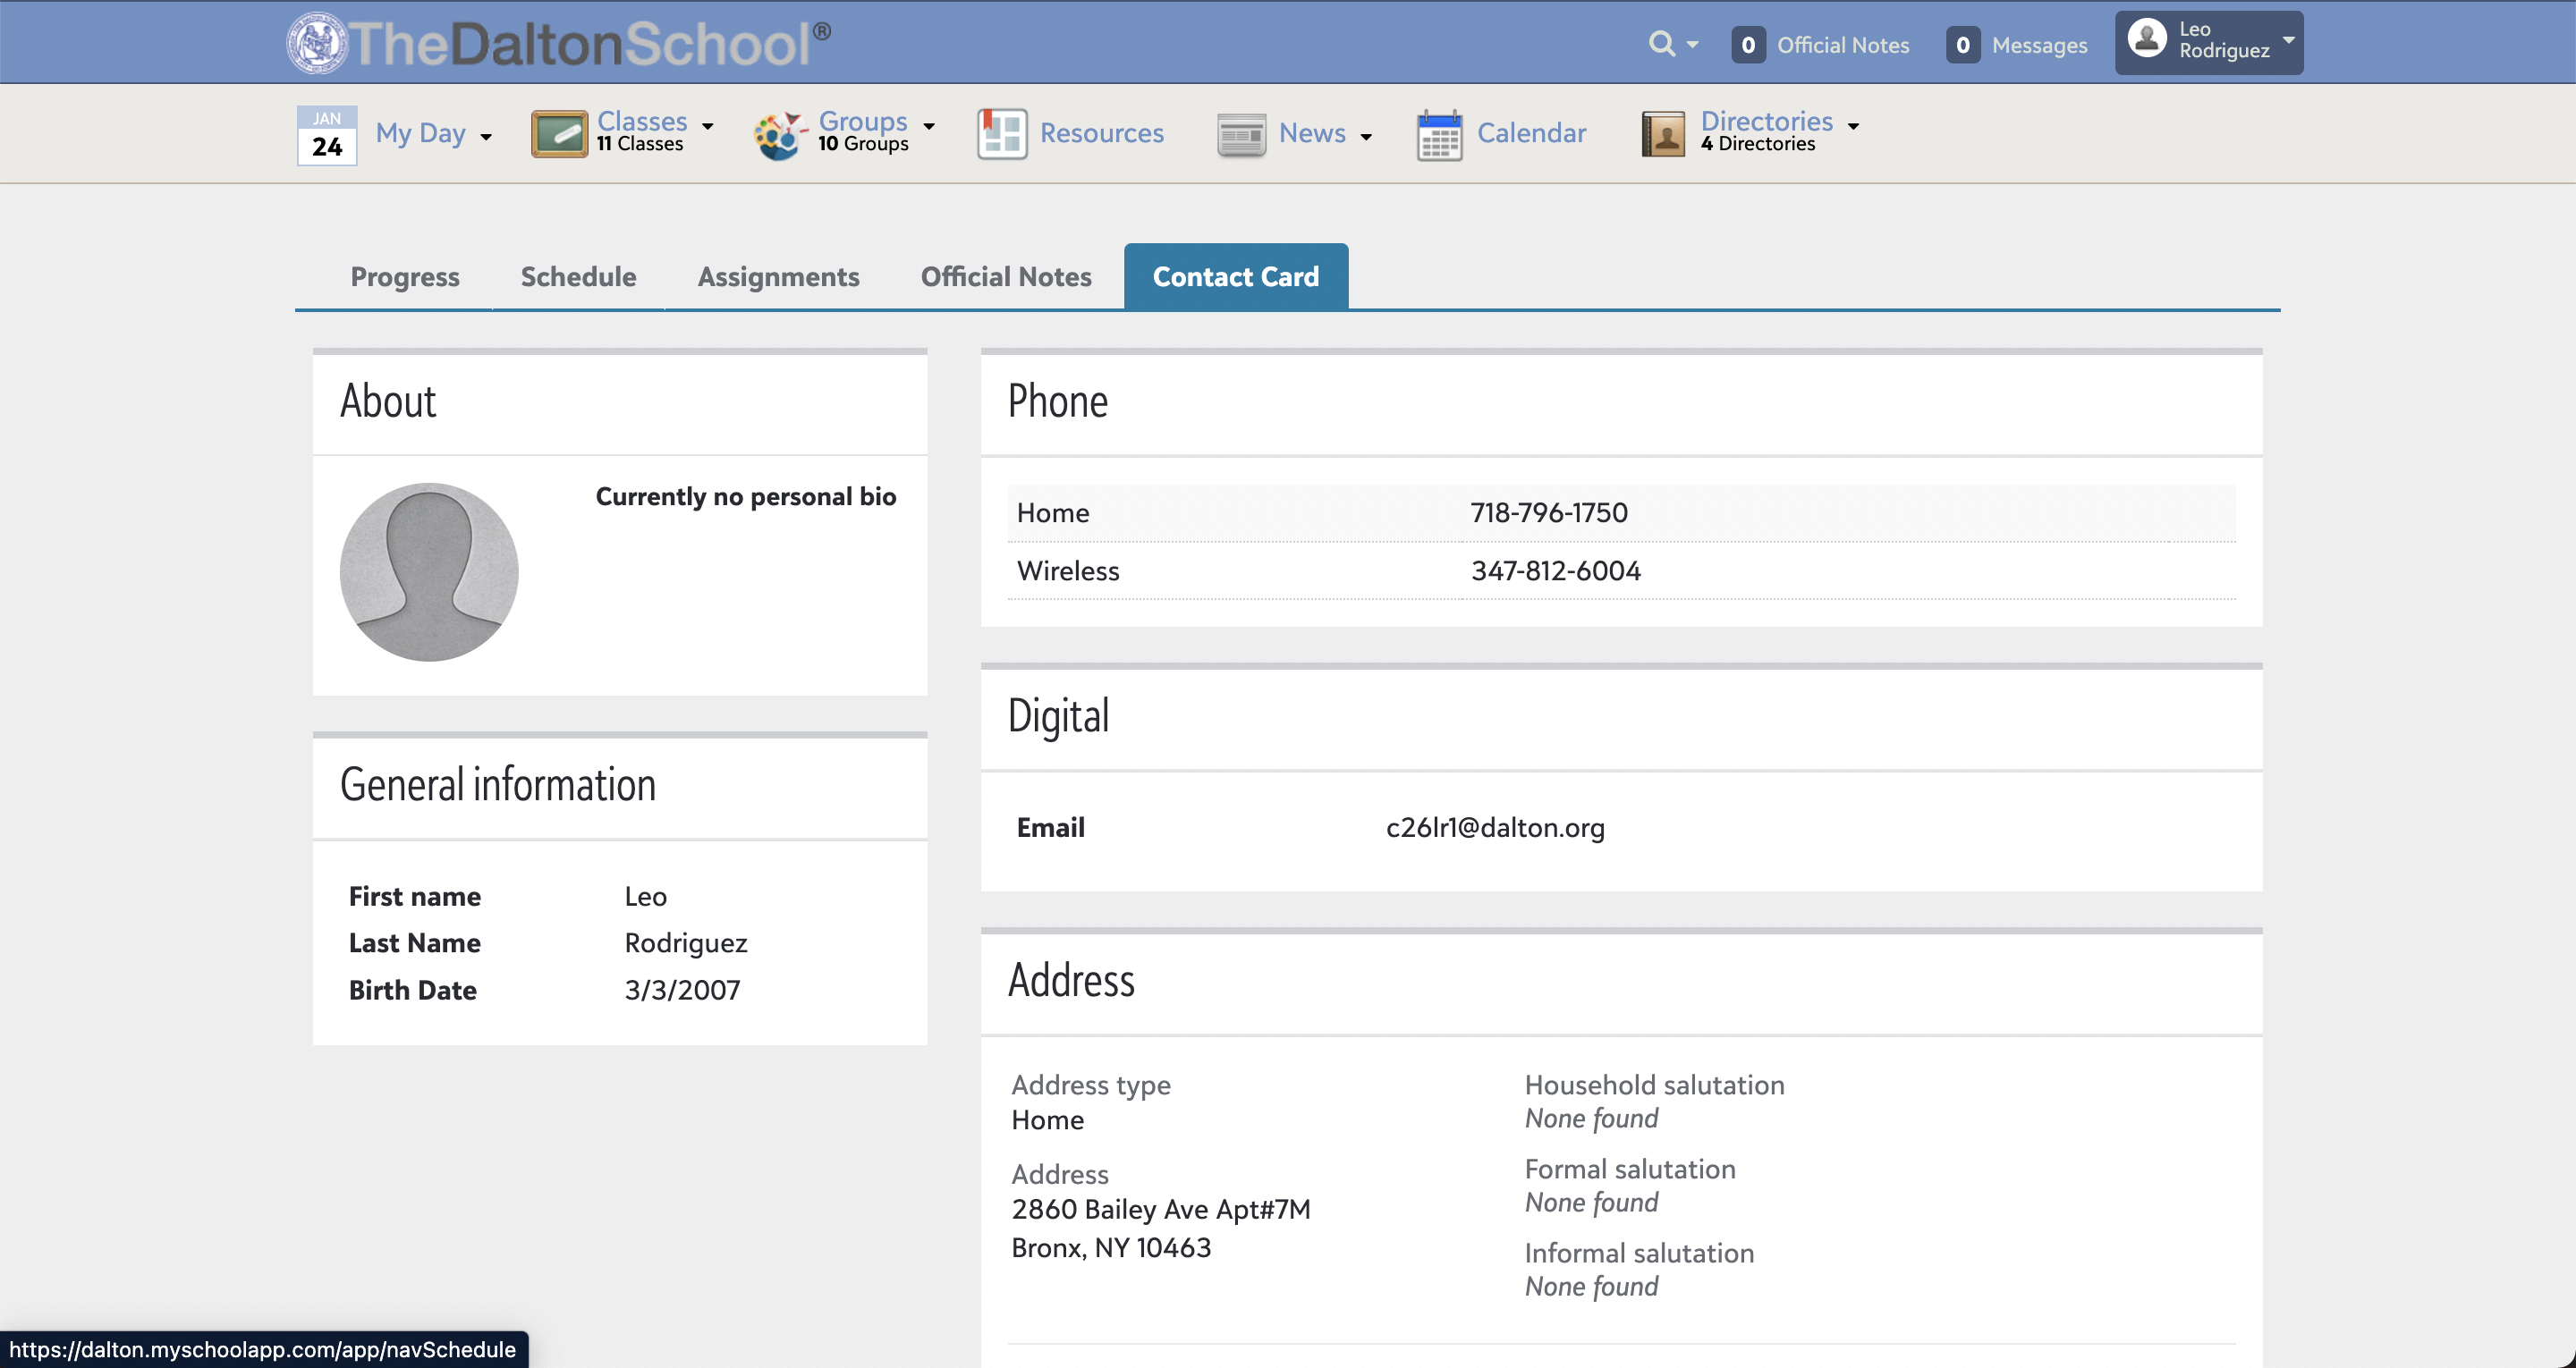 TheDaltonSchool®
0 Official Notes
0 Messages
Leo
Rodriguez
JAN
24
My Day
Classes
11 Classes
Groups
10 Groups
Resources
News
Calendar
Directories
4 Directories
Progress
Schedule
Assignments
Official Notes
Contact Card
About
Currently no personal bio
General information
First name Leo
Last Name Rodriguez
Birth Date 3/3/2007
Phone
Home 718-796-1750
Wireless 347-812-6004
Digital
Email c26lr1@dalton.org
Address
Address type
Home
Address
2860 Bailey Ave Apt#7M
Bronx, NY 10463
Household salutation
None found
Formal salutation
None found
Informal salutation
None found
https://dalton.myschoolapp.com/app/navSchedule